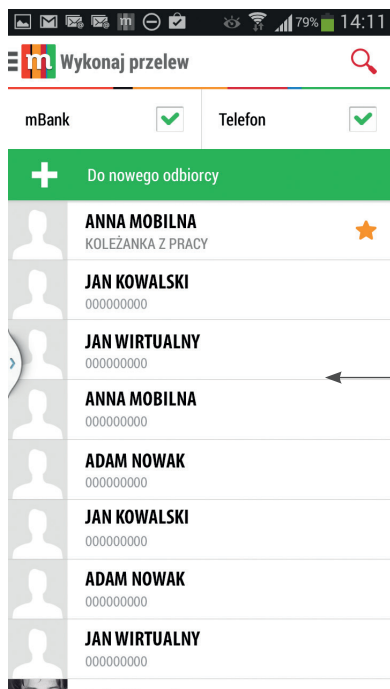 m 79% 14:11
m Wykonaj przelew
mBank Telefon
Do nowego odbiorcy
ANNA MOBILNA
KOLEŻANKA Z PRACY
JAN KOWALSKI
000000000
JAN WIRTUALNY
000000000
ANNA MOBILNA
000000000
ADAM NOWAK
000000000
JAN KOWALSKI
000000000
ADAM NOWAK
000000000
JAN WIRTUALNY
000000000